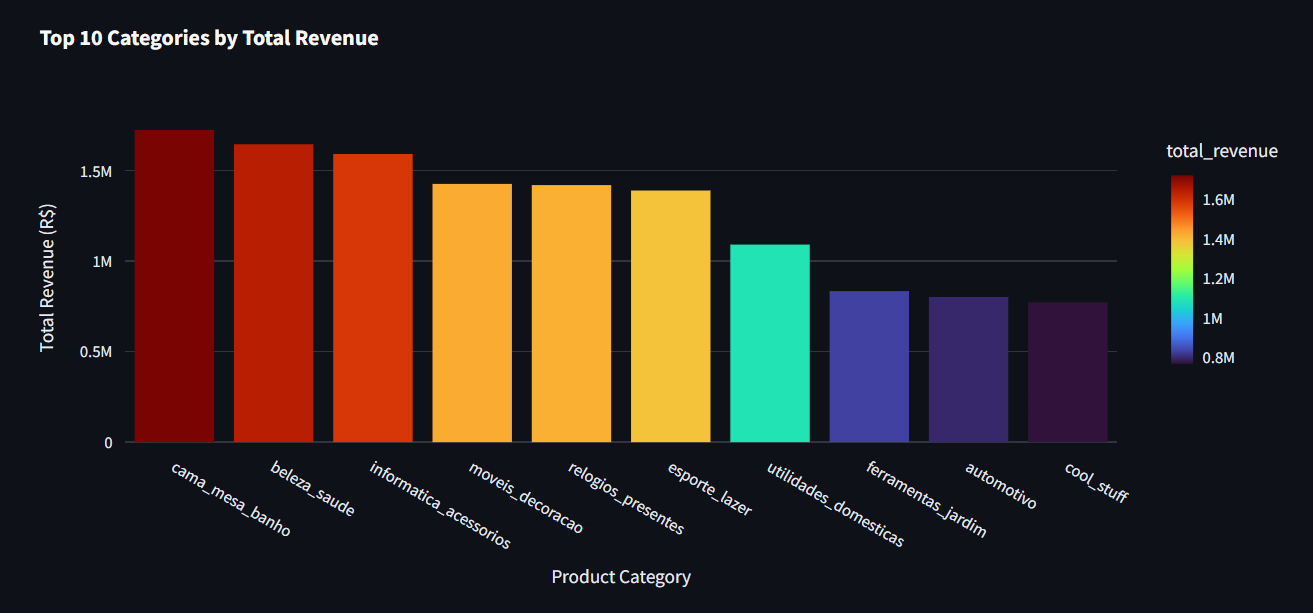 Top 10 Categories by Total Revenue
total_revenue
1.6M
1.4M
1.2M
1M
0.8M
Total Revenue (R$)
1.5M
1M
0.5M
0
cama_mesa_banho
beleza_saude
informatica_acessorios
moveis_decoracao
relogios_presentes
esporte_lazer
utilidades_domesticas
ferramentas_jardim
automotivo
cool_stuff
Product Category